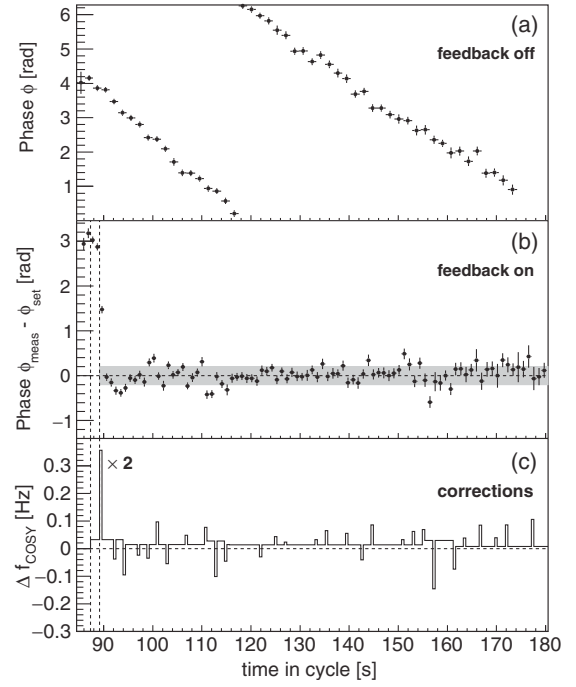 6
5
4
3
2
1
Phase ϕ [rad]
(a)
feedback off
3
2
1
0
−1
Phase ϕmeas - ϕset [rad]
(b)
feedback on
0.3
0.2
0.1
0
−0.1
−0.2
−0.3
Δ fCOSY [Hz]
× 2
(c)
corrections
90 100 110 120 130 140 150 160 170 180
time in cycle [s]